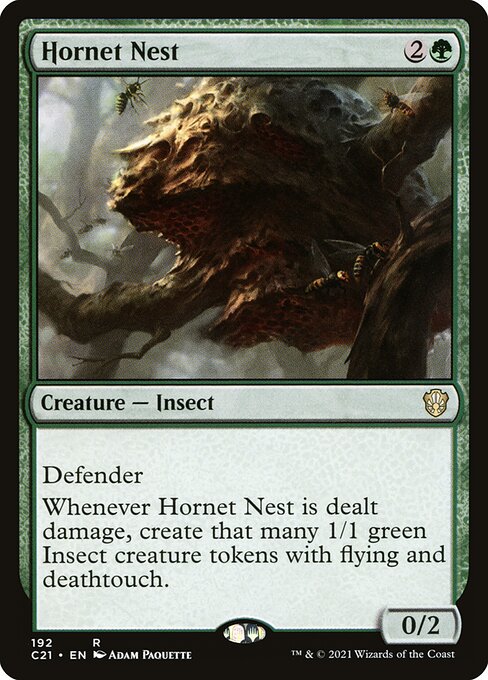 Hornet Nest 2
Creature — Insect
Defender
Whenever Hornet Nest is dealt
damage, create that many 1/1 green
Insect creature tokens with flying and
deathtouch.
0/2
192 R
C21 • EN Adam Paquette
™ & © 2021 Wizards of the Coast